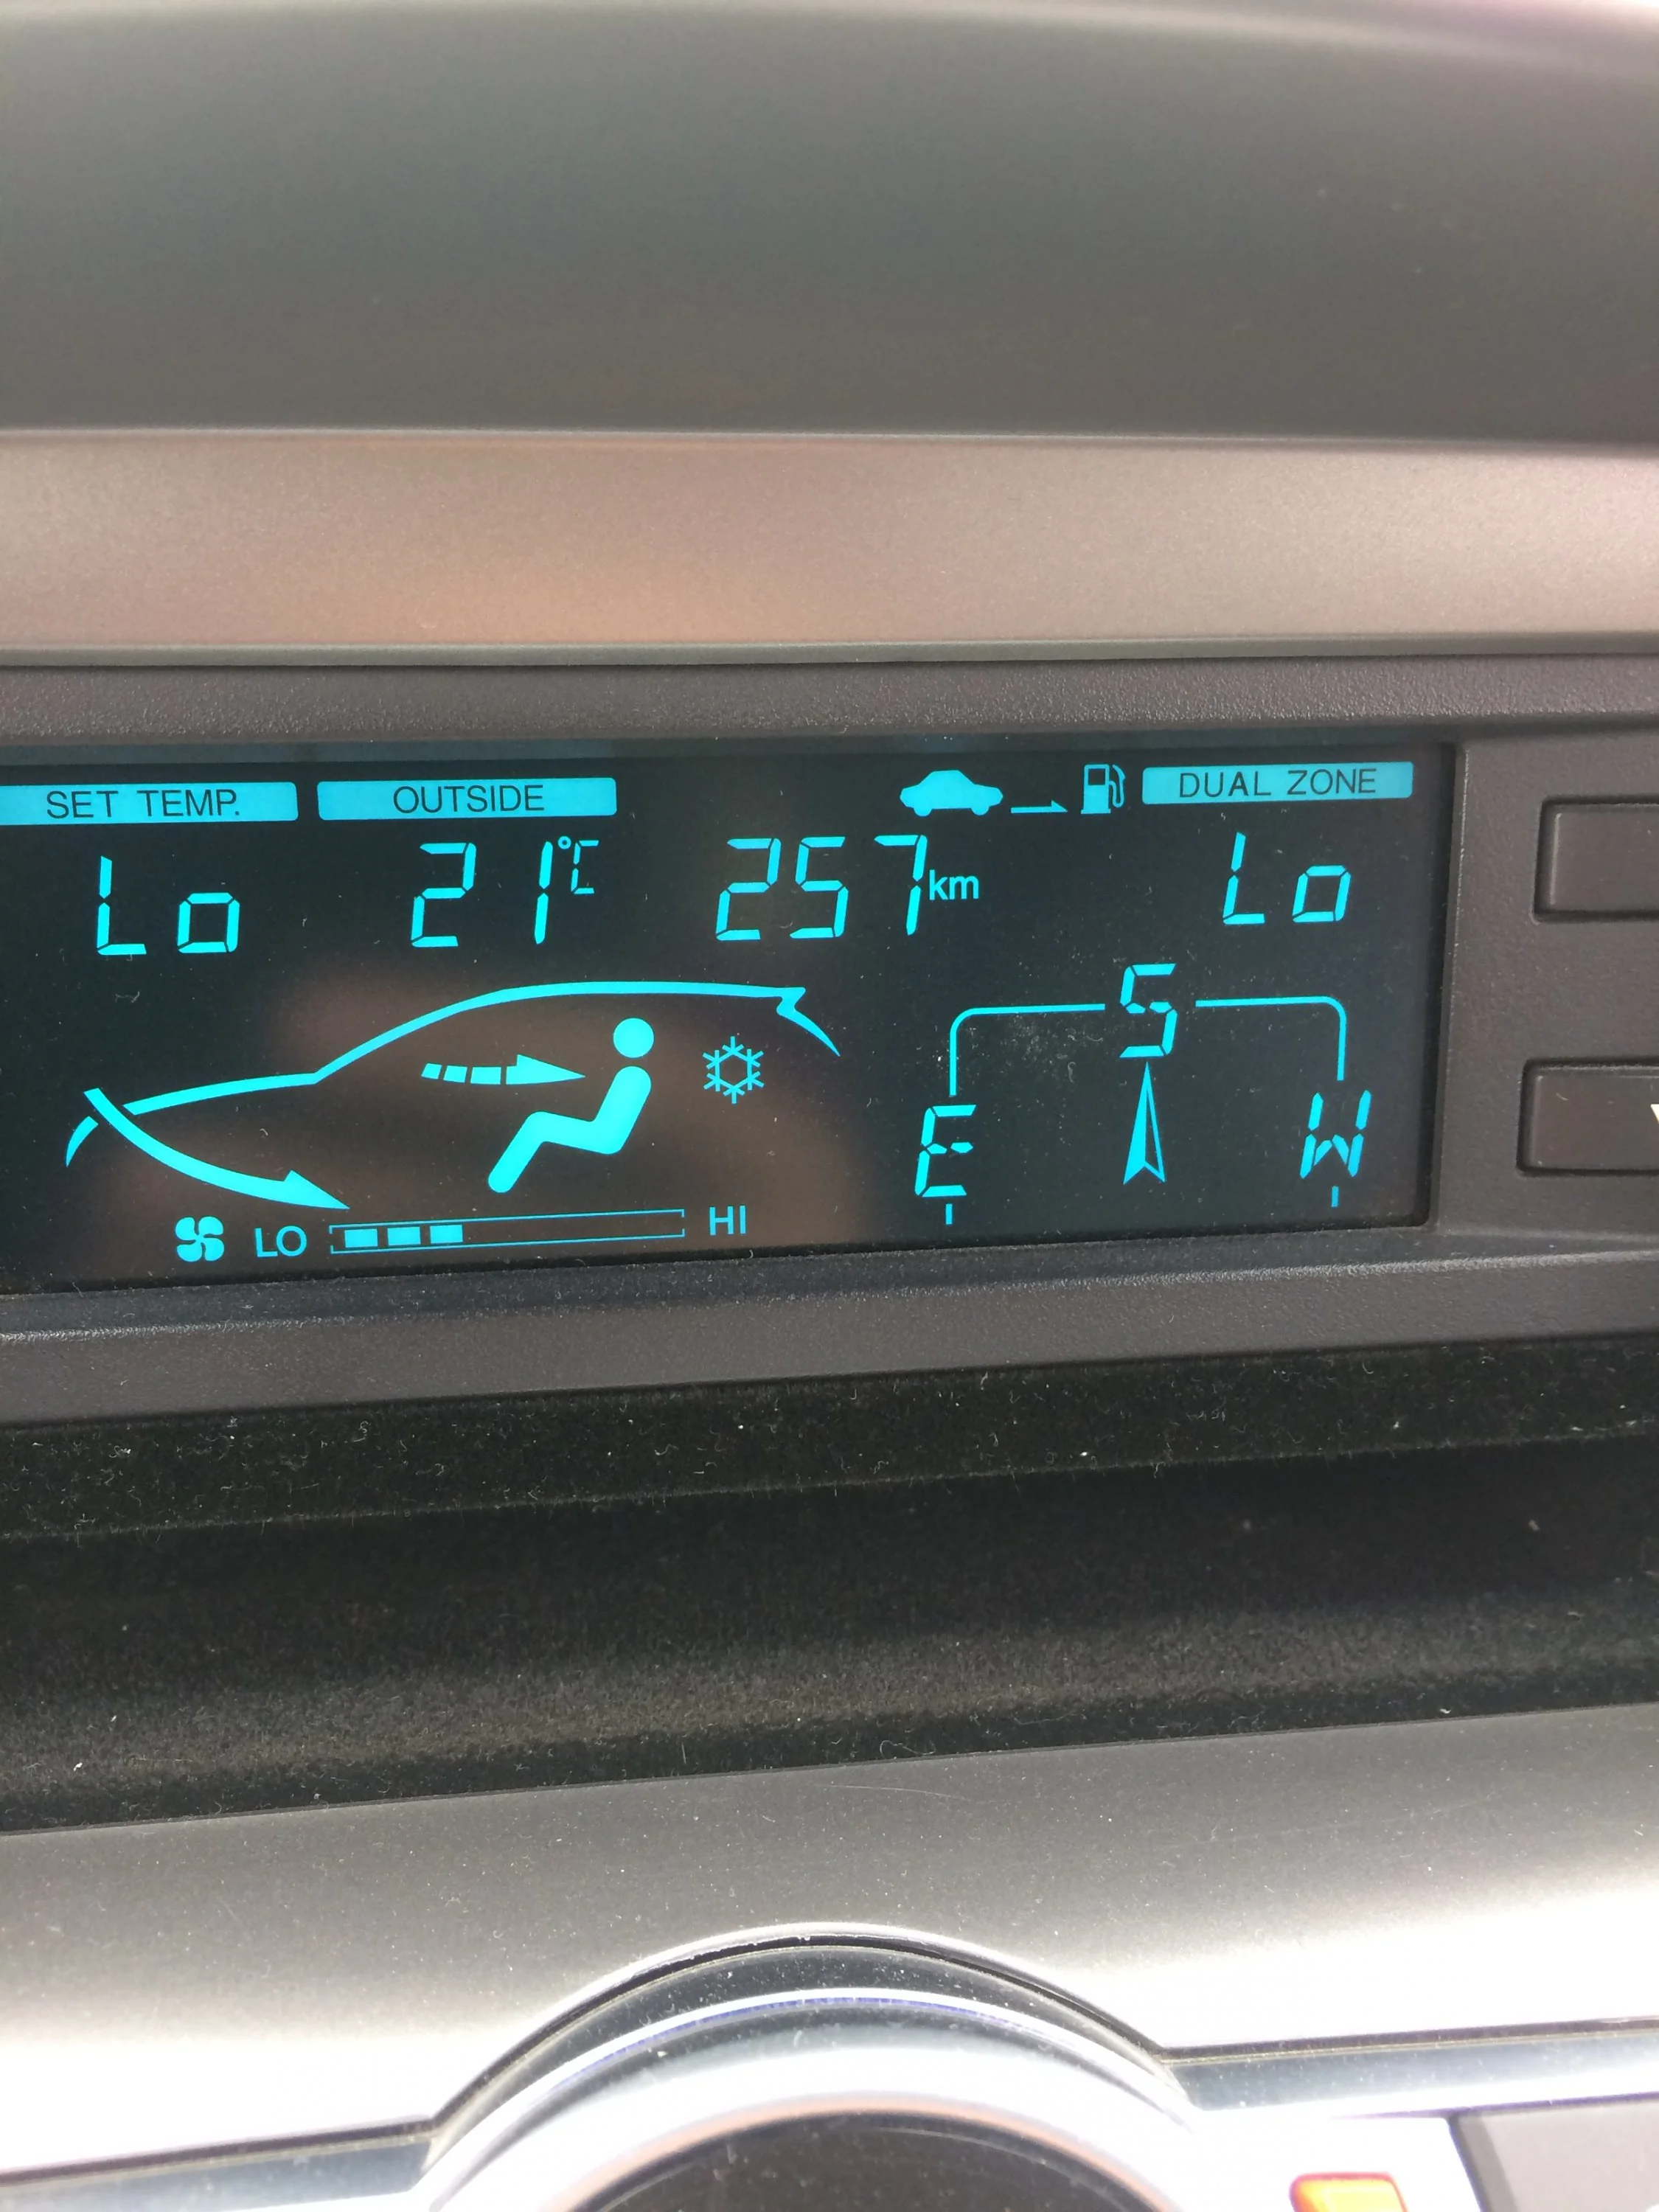 SET TEMP. OUTSIDE DUAL ZONE
Lo 21°C 257km Lo
S
E W
LO HI